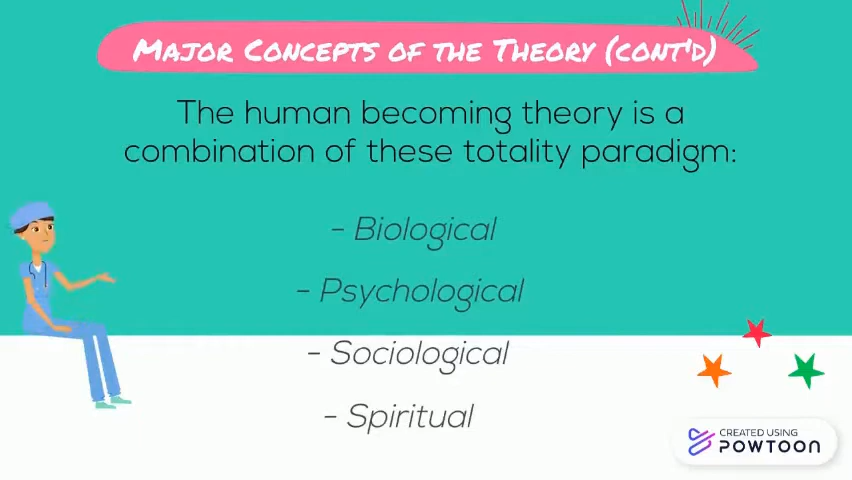 Major Concepts of the Theory (cont'd)
The human becoming theory is a
combination of these totality paradigm:
- Biological
- Psychological
- Sociological
- Spiritual
CREATED USING
POWTOON